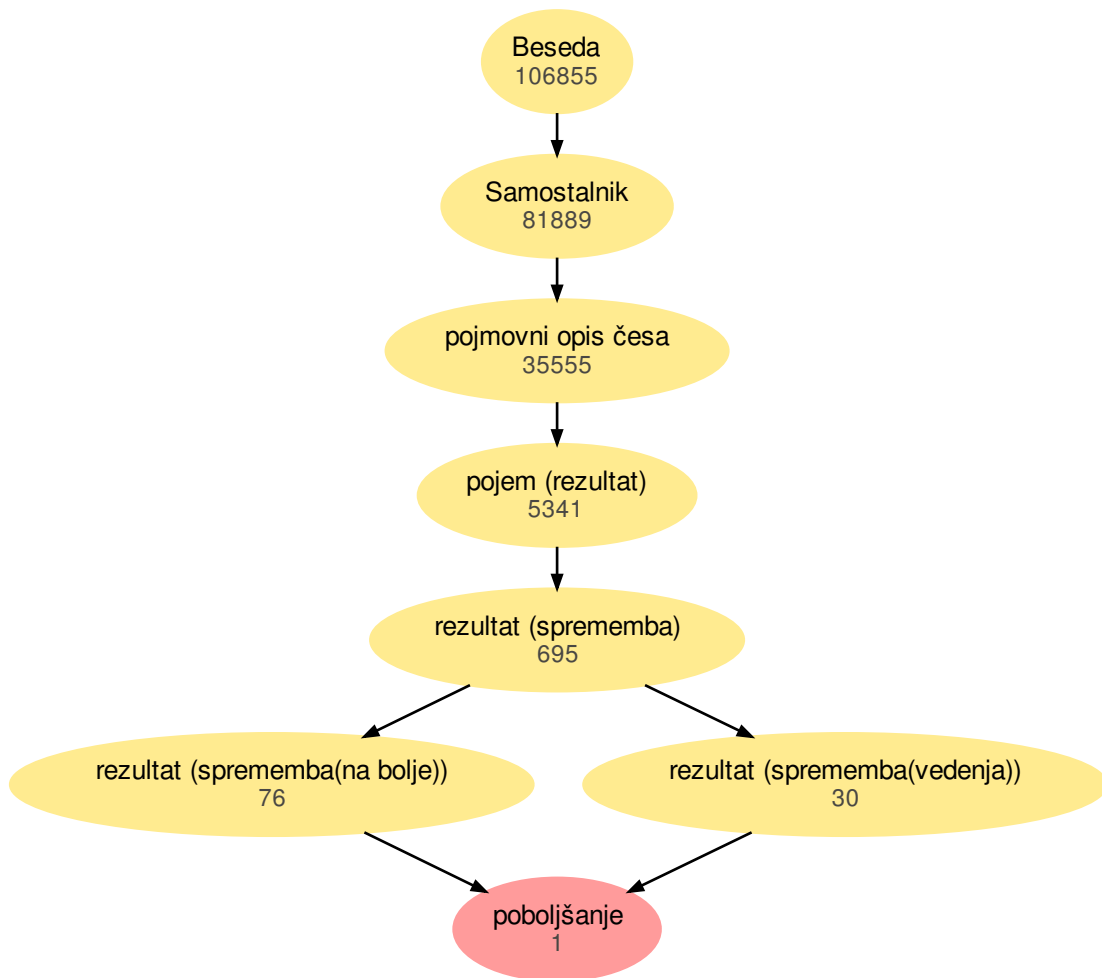 Beseda
106855
Samostalnik
81889
pojmovni opis česa
35555
pojem (rezultat)
5341
rezultat (sprememba)
695
rezultat (sprememba(na bolje))
76
rezultat (sprememba(vedenja))
30
poboljšanje
1